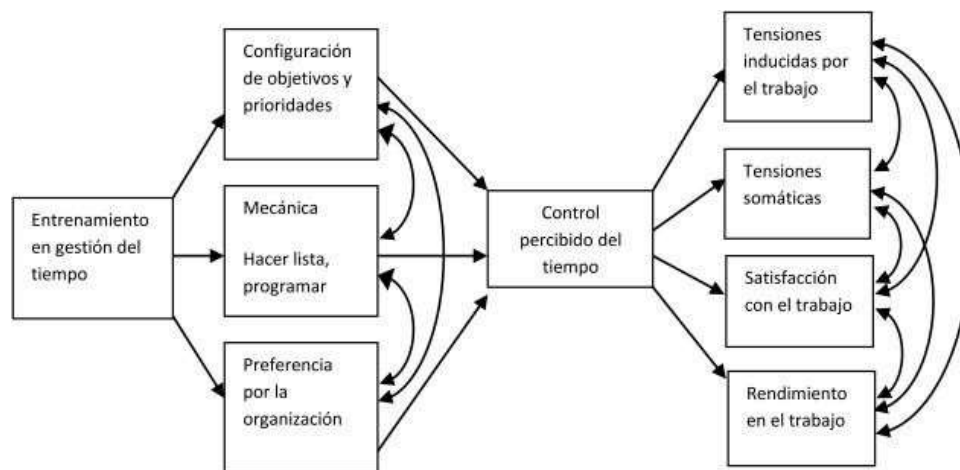 Entrenamiento
en gestión del
tiempo
Configuración
de objetivos y
prioridades
Mecánica
Hacer lista,
programar
Preferencia
por la
organización
Control
percibido del
tiempo
Tensiones
inducidas por
el trabajo
Tensiones
somáticas
Satisfacción
con el trabajo
Rendimiento
en el trabajo